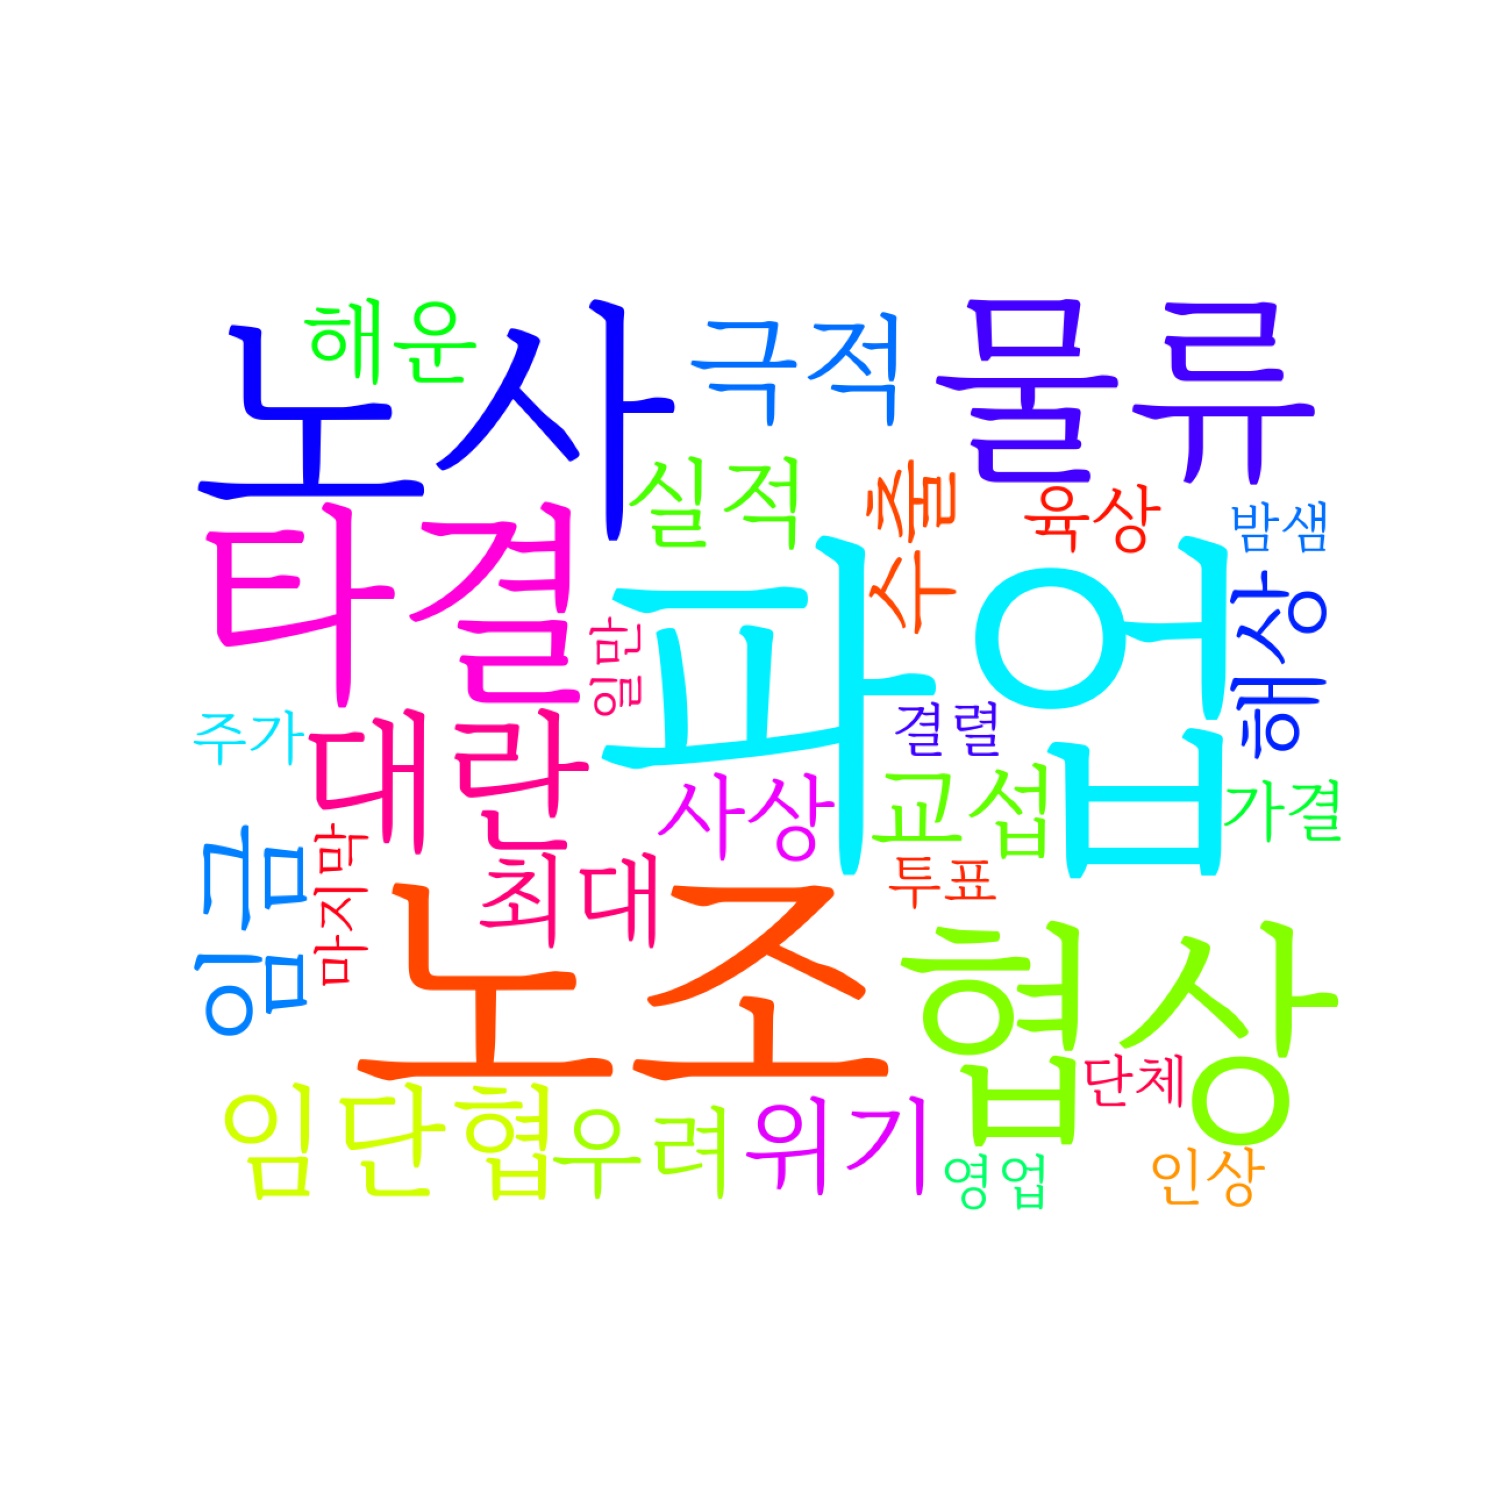 해운
노사
극적
물류
실적
수출
육상
밤샘
타결
파업
해상
일만
주가
대란
결렬
사상
교섭
가결
임금
마지막
최대
투표
노조
협상
단체
임단협
우려
위기
영업
인상